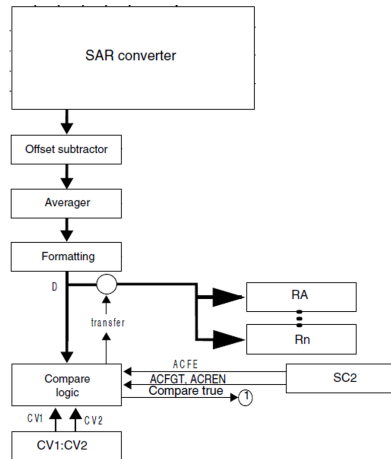 SAR converter
Offset subtractor
Averager
Formatting
D
transfer
RA
Rn
Compare
logic
ACFE
ACFGT, ACREN
Compare true
1
SC2
CV1
CV2
CV1:CV2